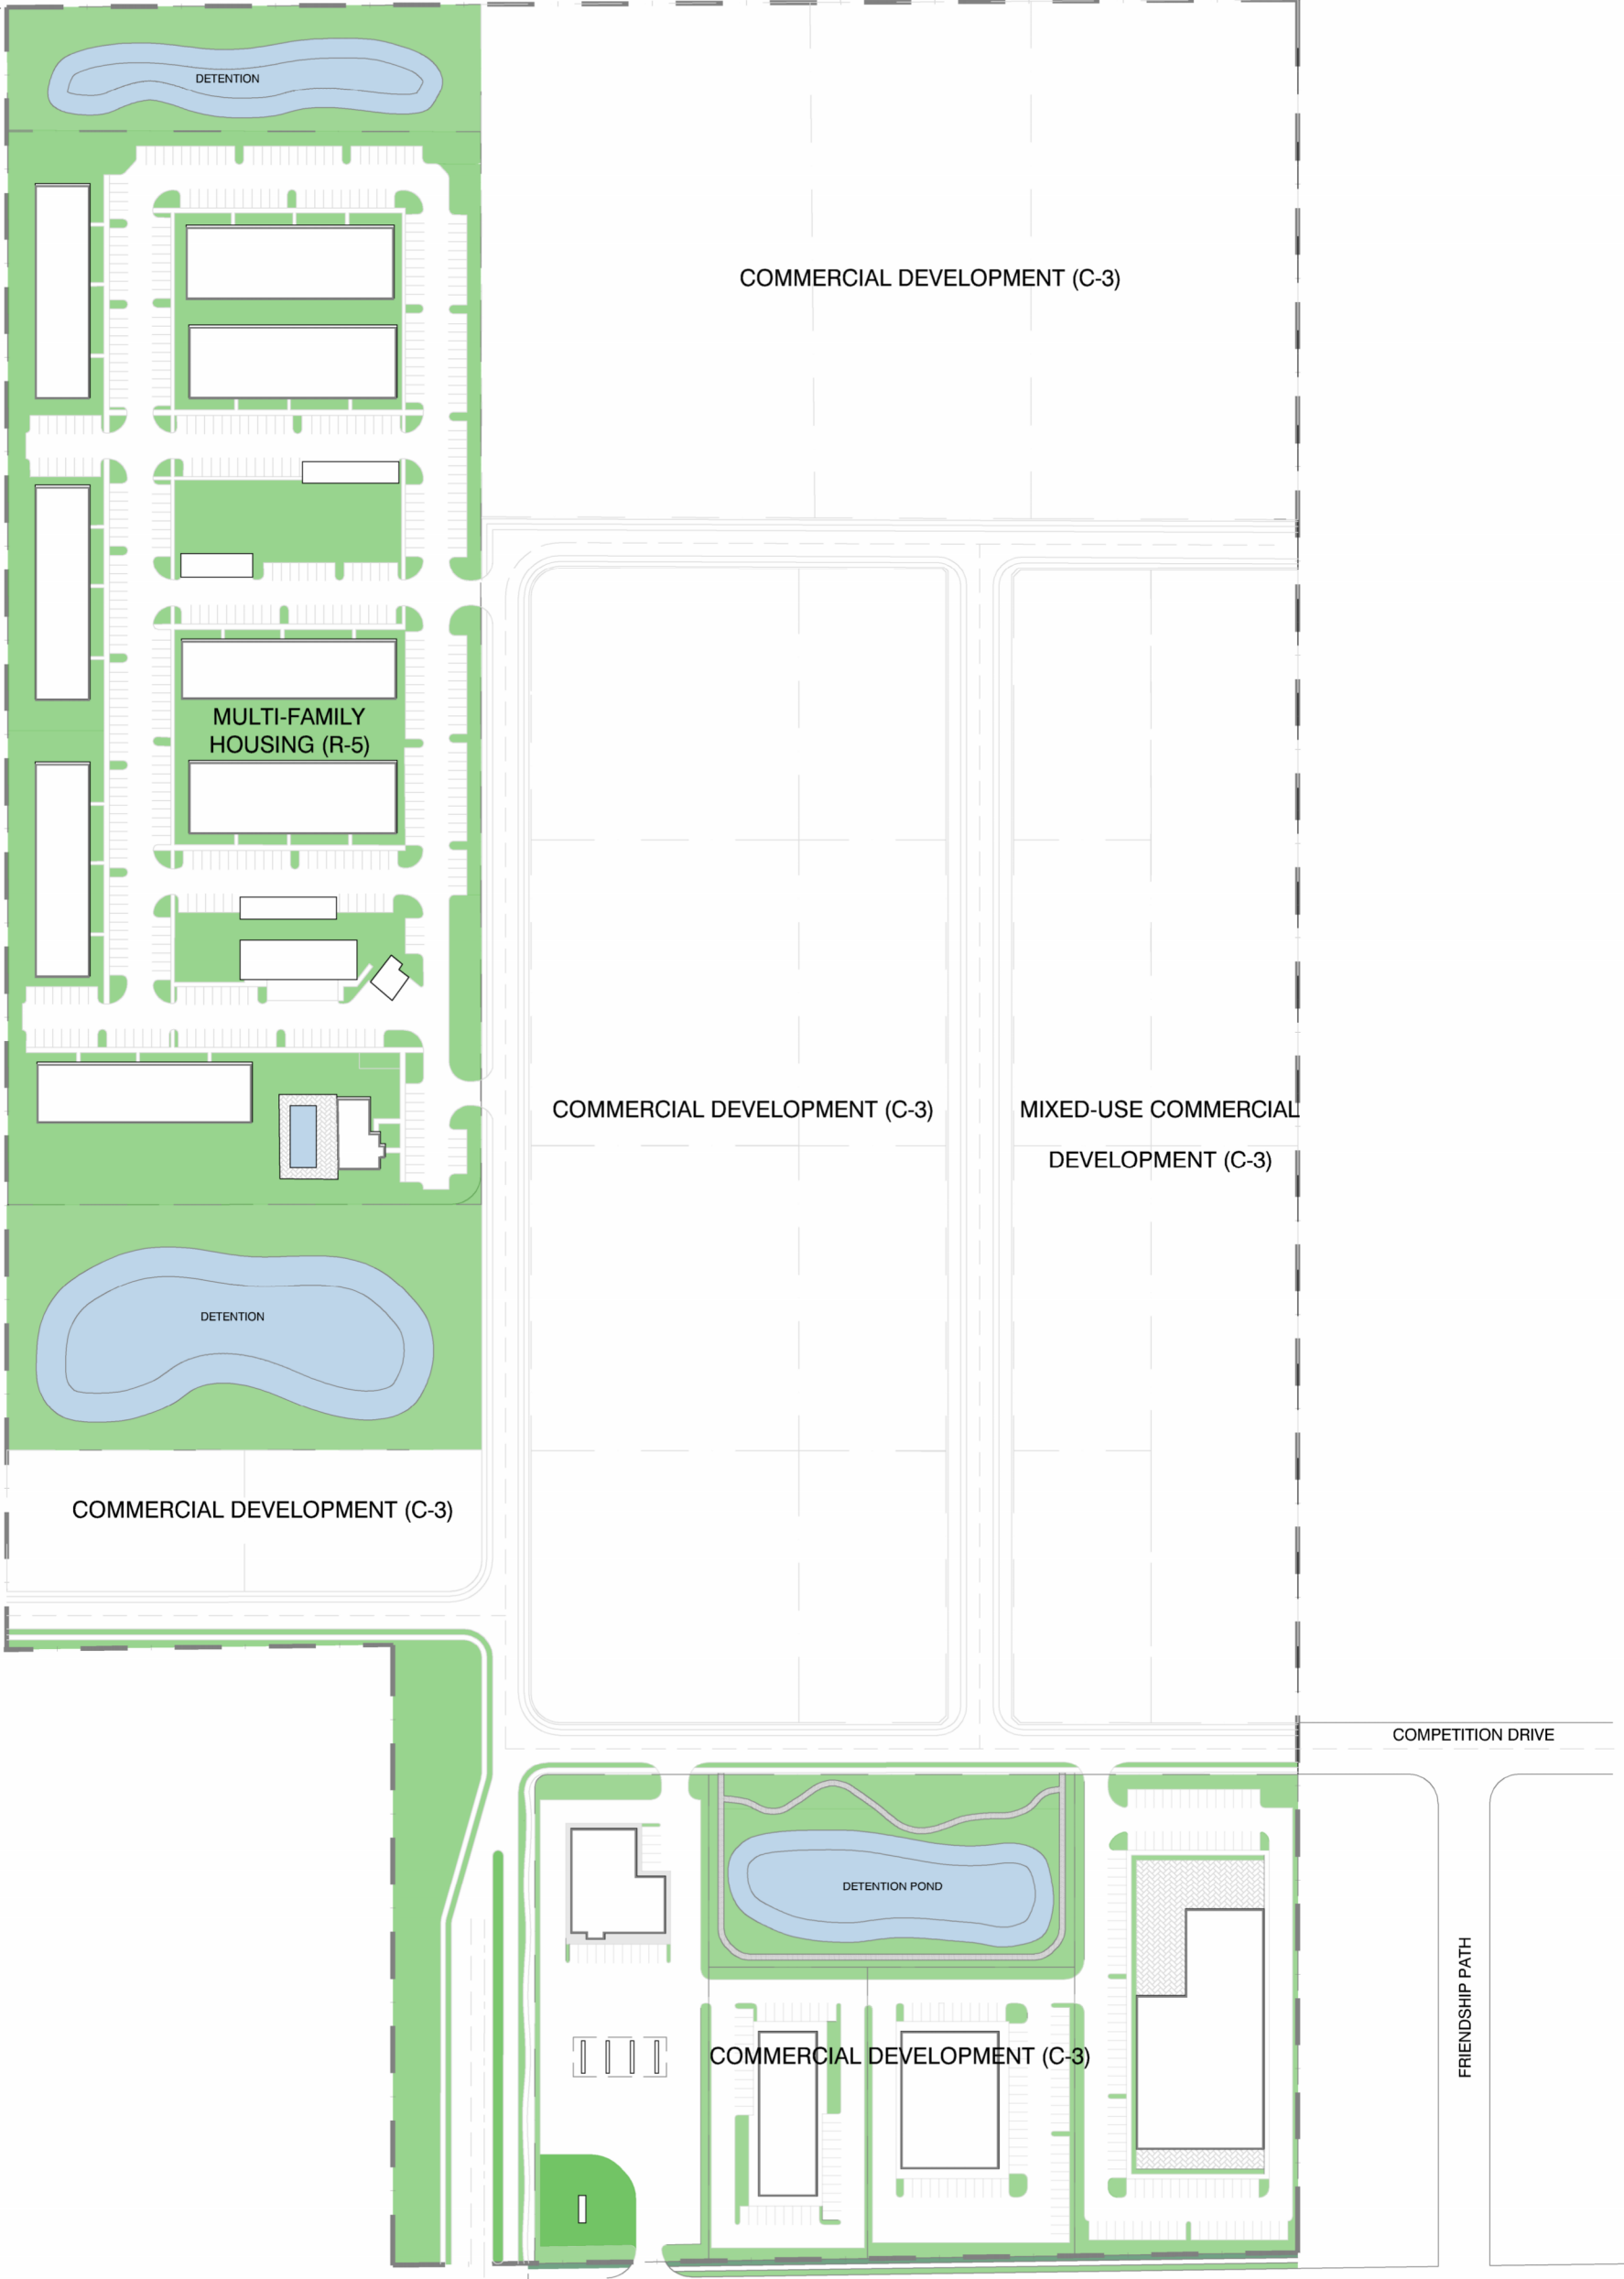 DETENTION
COMMERCIAL DEVELOPMENT (C-3)
MULTI-FAMILY
HOUSING (R-5)
COMMERCIAL DEVELOPMENT (C-3)
MIXED-USE COMMERCIAL
DEVELOPMENT (C-3)
DETENTION
COMMERCIAL DEVELOPMENT (C-3)
COMPETITION DRIVE
DETENTION POND
FRIENDSHIP PATH
COMMERCIAL DEVELOPMENT (C-3)